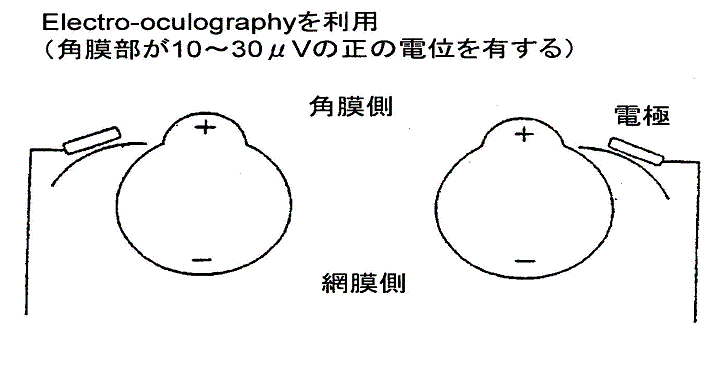 Electro-oculographyを利用
（角膜部が10～30μVの正の電位を有する）
角膜側
電極
+
+
−
−
網膜側